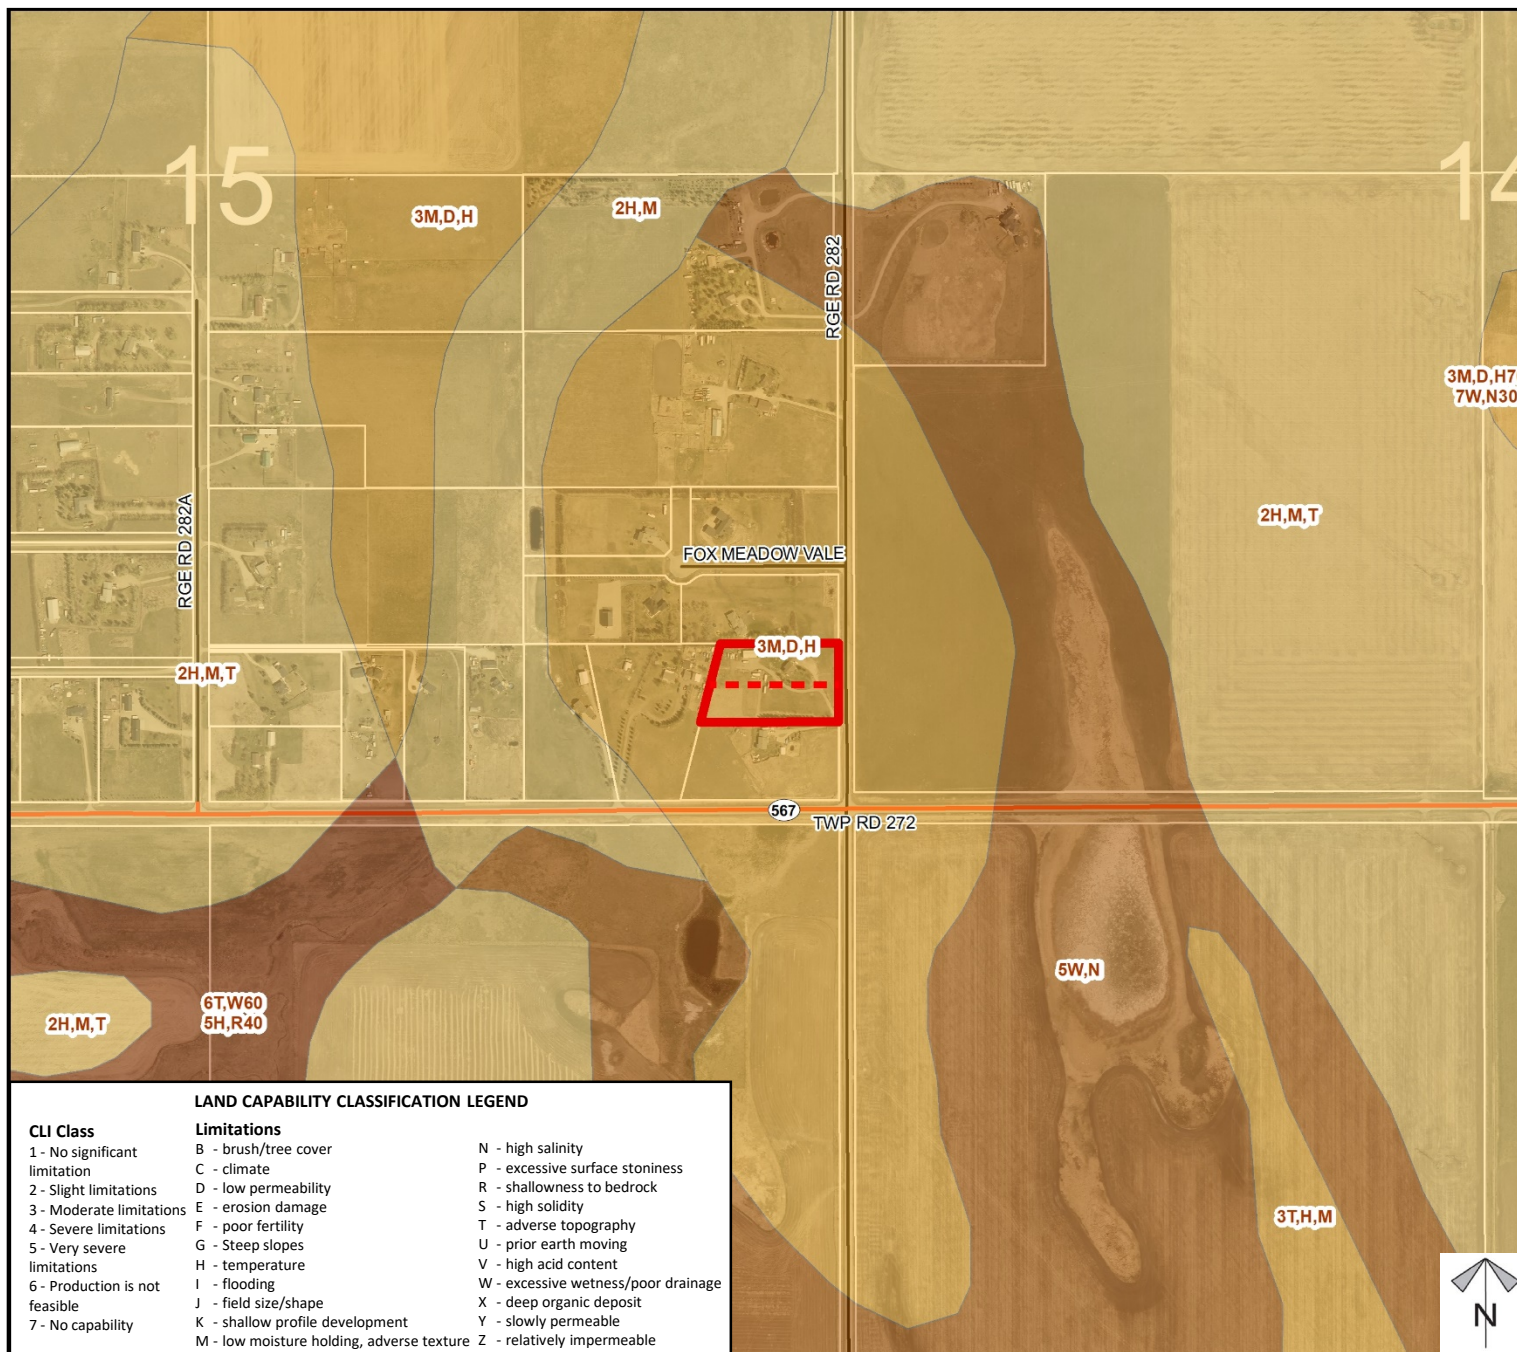 15
14
3M,D,H
2H,M
RGE RD 282
3M,D,H7
7W,N30
RGE RD 282A
2H,M,T
FOX MEADOW VALE
3M,D,H
2H,M,T
567
TWP RD 272
5W,N
6T,W60
5H,R40
2H,M,T
3T,H,M
LAND CAPABILITY CLASSIFICATION LEGEND
CLI Class
1 - No significant
limitation
2 - Slight limitations
3 - Moderate limitations
4 - Severe limitations
5 - Very severe
limitations
6 - Production is not
feasible
7 - No capability
Limitations
B - brush/tree cover
C - climate
D - low permeability
E - erosion damage
F - poor fertility
G - Steep slopes
H - temperature
I - flooding
J - field size/shape
K - shallow profile development
M - low moisture holding, adverse texture
N - high salinity
P - excessive surface stoniness
R - shallowness to bedrock
S - high solidity
T - adverse topography
U - prior earth moving
V - high acid content
W - excessive wetness/poor drainage
X - deep organic deposit
Y - slowly permeable
Z - relatively impermeable
N